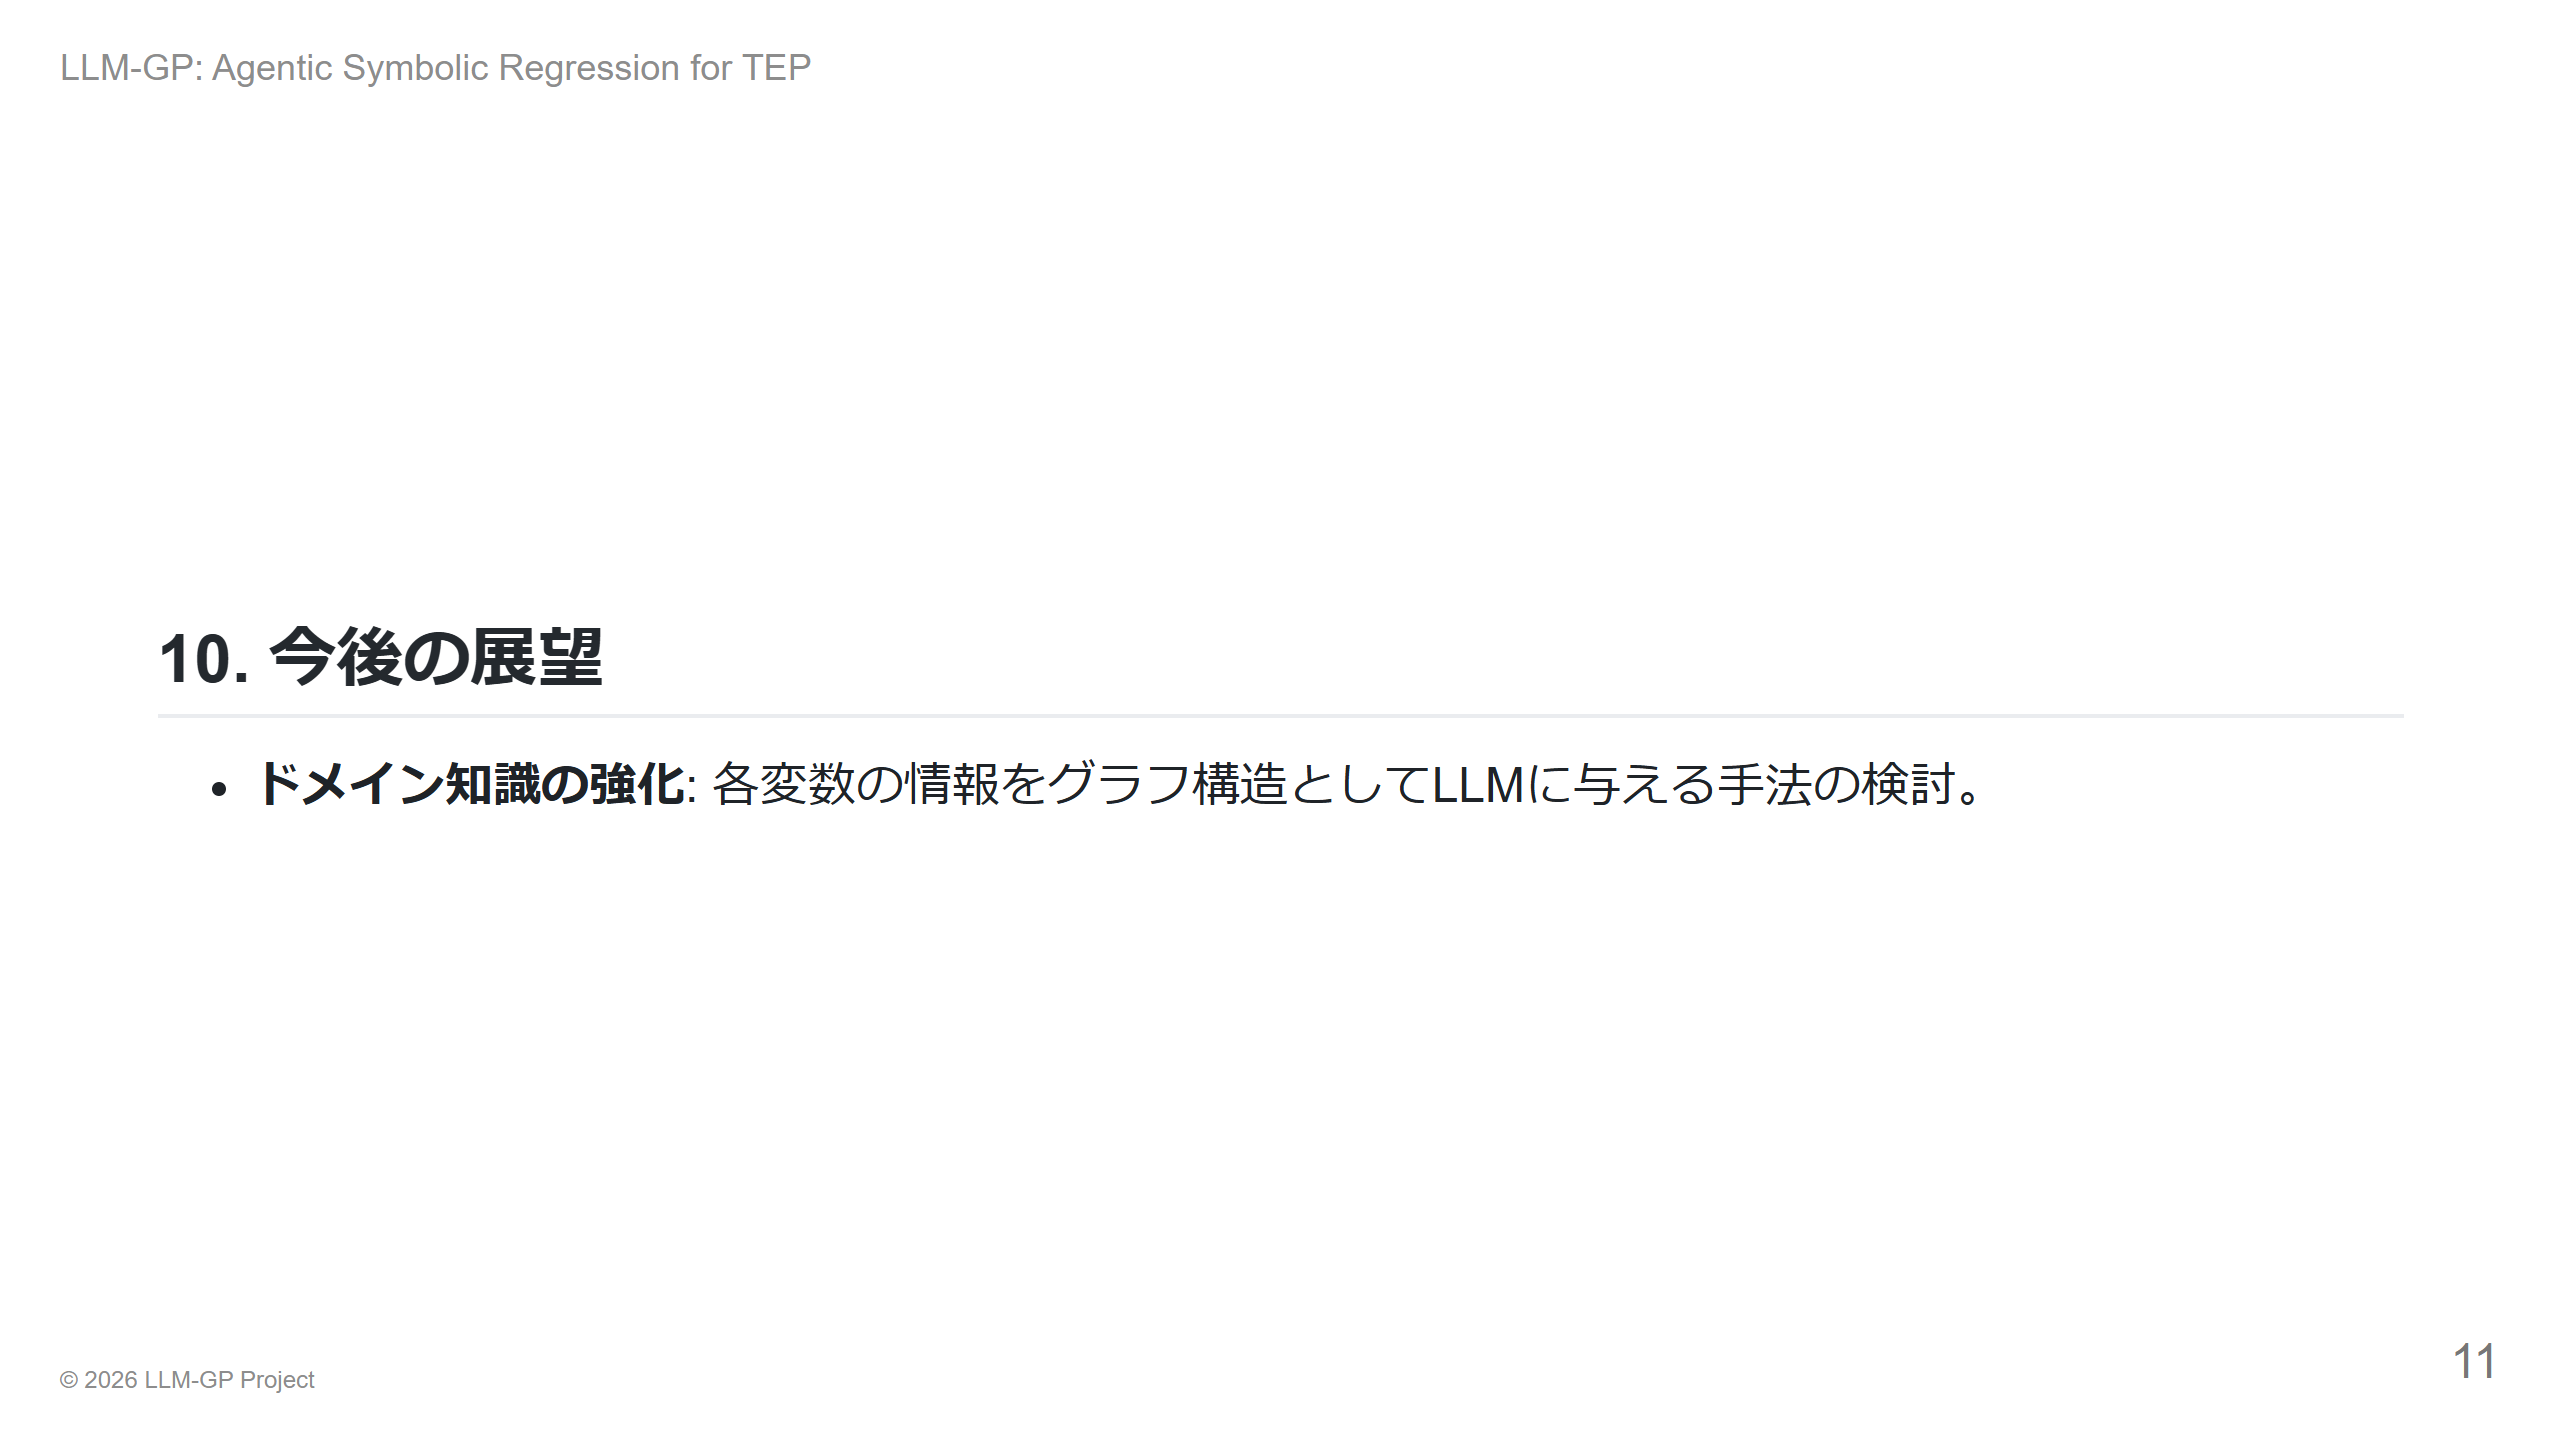 LLM-GP: Agentic Symbolic Regression for TEP
10. 今後の展望
• ドメイン知識の強化: 各変数の情報をグラフ構造としてLLMに与える手法の検討。
© 2026 LLM-GP Project
11